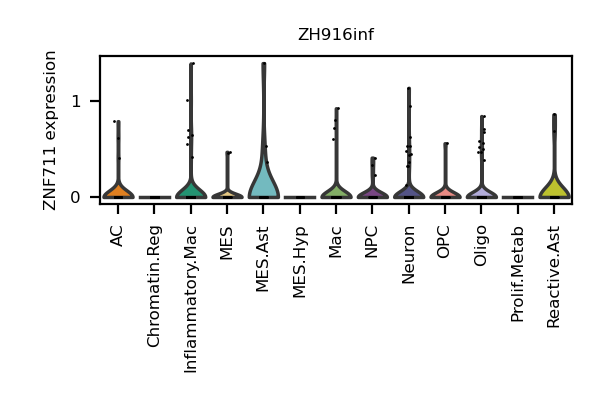 ZH916inf
ZNF711 expression
1
0
AC
Chromatin.Reg
Inflammatory.Mac
MES
MES.Ast
MES.Hyp
Mac
NPC
Neuron
OPC
Oligo
Prolif.Metab
Reactive.Ast